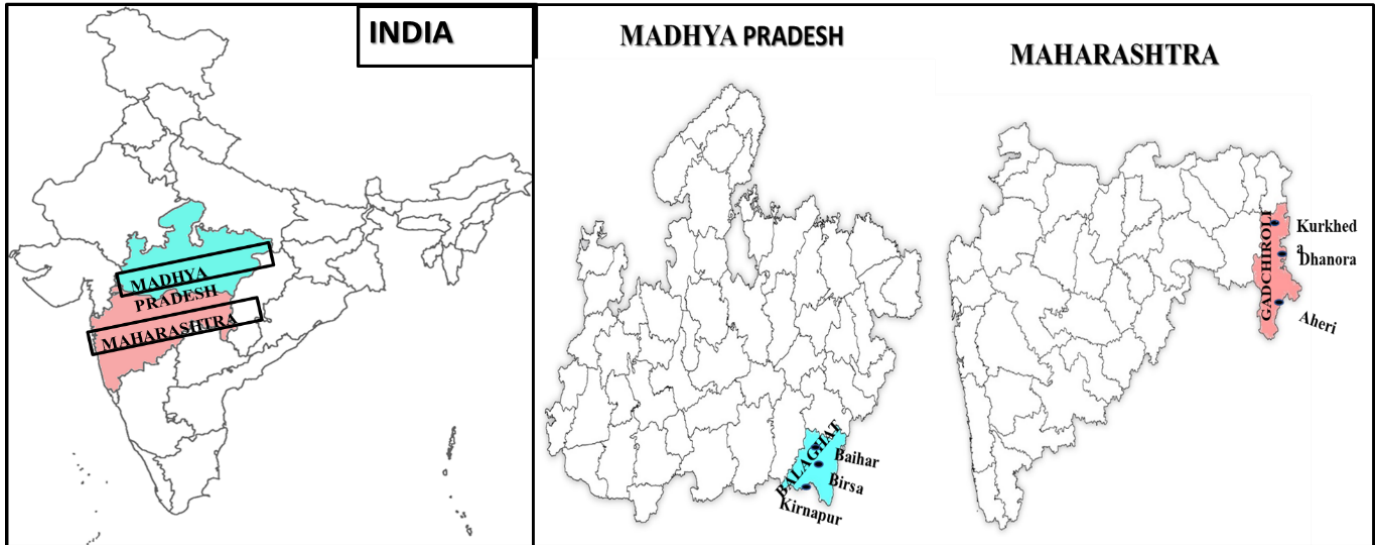 INDIA
MADHYA
PRADESH
MAHARASHTRA
MADHYA PRADESH
BALAGHAT
Baihar
Birsa
Kirnapur
MAHARASHTRA
GADCHIROLI
Kurkhed
a
Dhanora
Aheri